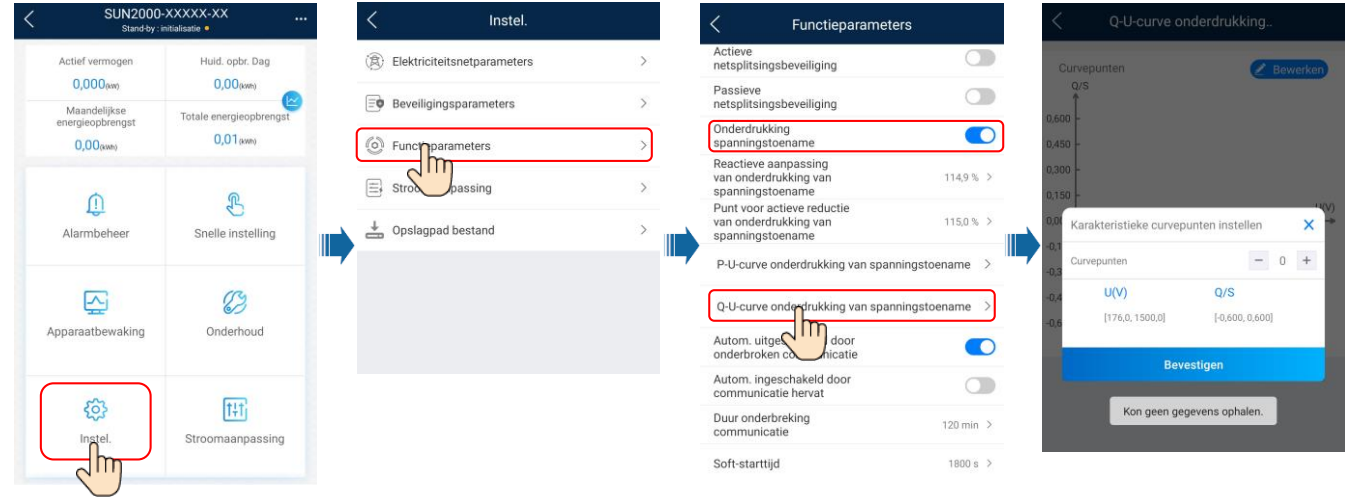 SUN2000-XXXXX-XX
...
Stand-by : initialisatie
Actief vermogen
Huid. opbr. Dag
0,000(kW)
0,00(kWh)
Maandelijkse
energieopbrengst
Totale energieopbrengst
0,00(kWh)
0,01(kWh)
Alarmbeheer
Snelle instelling
Apparaatbewaking
Onderhoud
Instel.
Stroomaanpassing
Instel.
Elektriciteitsnetparameters
Beveiligingsparameters
Functieparameters
Opslagpad bestand
Functieparameters
Actieve
netsplitsingsbeveiliging
Passieve
netsplitsingsbeveiliging
Onderdrukking
spanningstoename
Reactieve aanpassing
van onderdrukking van
spanningstoename
114,9 %
Punt voor actieve reductie
van onderdrukking van
spanningstoename
115,0 %
P-U-curve onderdrukking van spanningstoename
Q-U-curve onderdrukking van spanningstoename
Autom. door
onderbroken
Autom. ingeschakeld door
communicatie hervat
Duur onderbreking
communicatie
120 min
Soft-starttijd
1800 s
Q-U-curve onderdrukking..
Curvepunten
Bewerken
Q/S
0,600
0,450
0,300
0,150
Karakteristieke curvepunten instellen
Curvepunten
− 0 +
U(V)
Q/S
[176,0, 1500,0]
[-0,600, 0,600]
Bevestigen
Kon geen gegevens ophalen.